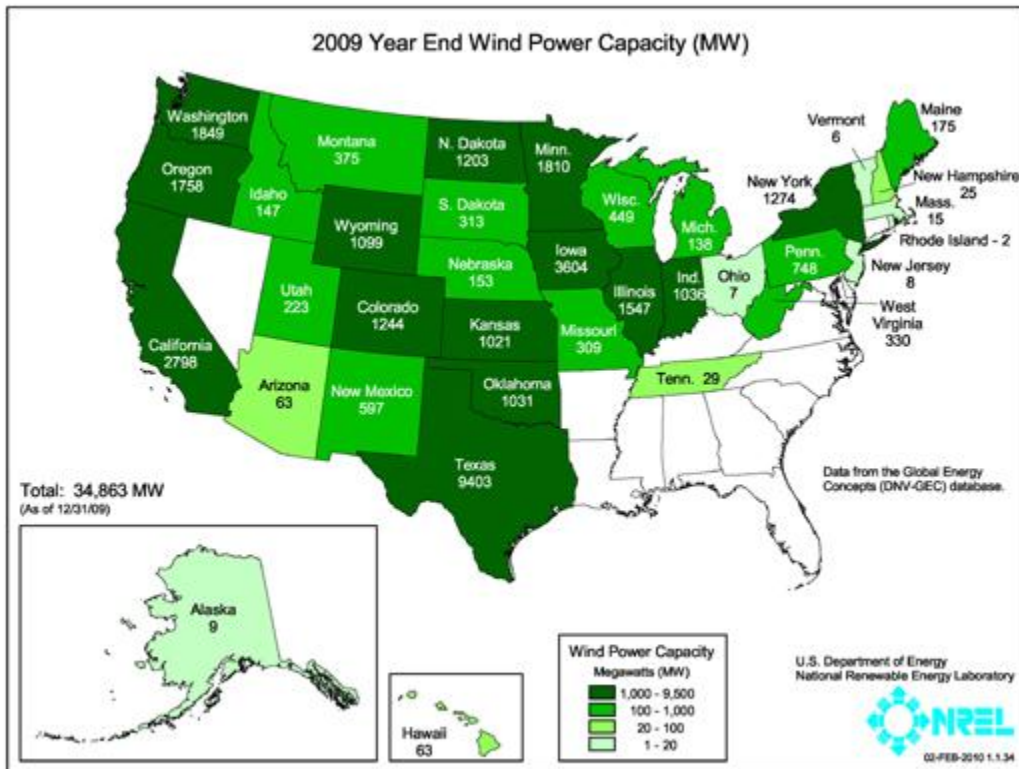 2009 Year End Wind Power Capacity (MW)
Washington
1849
Oregon
1758
California
2798
Idaho
147
Montana
375
Wyoming
1099
Utah
223
Colorado
1244
Arizona
63
New Mexico
597
N. Dakota
1203
S. Dakota
313
Nebraska
153
Kansas
1021
Oklahoma
1031
Texas
9403
Minn.
1810
Iowa
3604
Missouri
309
Wisc.
449
Illinois
1547
Mich.
138
Ind.
1036
Ohio
7
Tenn. 29
Penn.
748
West
Virginia
330
New York
1274
Vermont
6
Maine
175
New Hampshire
25
Mass.
15
Rhode Island - 2
New Jersey
8
Data from the Global Energy
Concepts (DNV-GEC) database.
Total: 34,863 MW
(As of 12/31/09)
Alaska
9
Hawaii
63
Wind Power Capacity
Megawatts (MW)
1,000 - 9,500
100 - 1,000
20 - 100
1 - 20
U.S. Department of Energy
National Renewable Energy Laboratory
NREL
02-FEB-2010 1.1.34